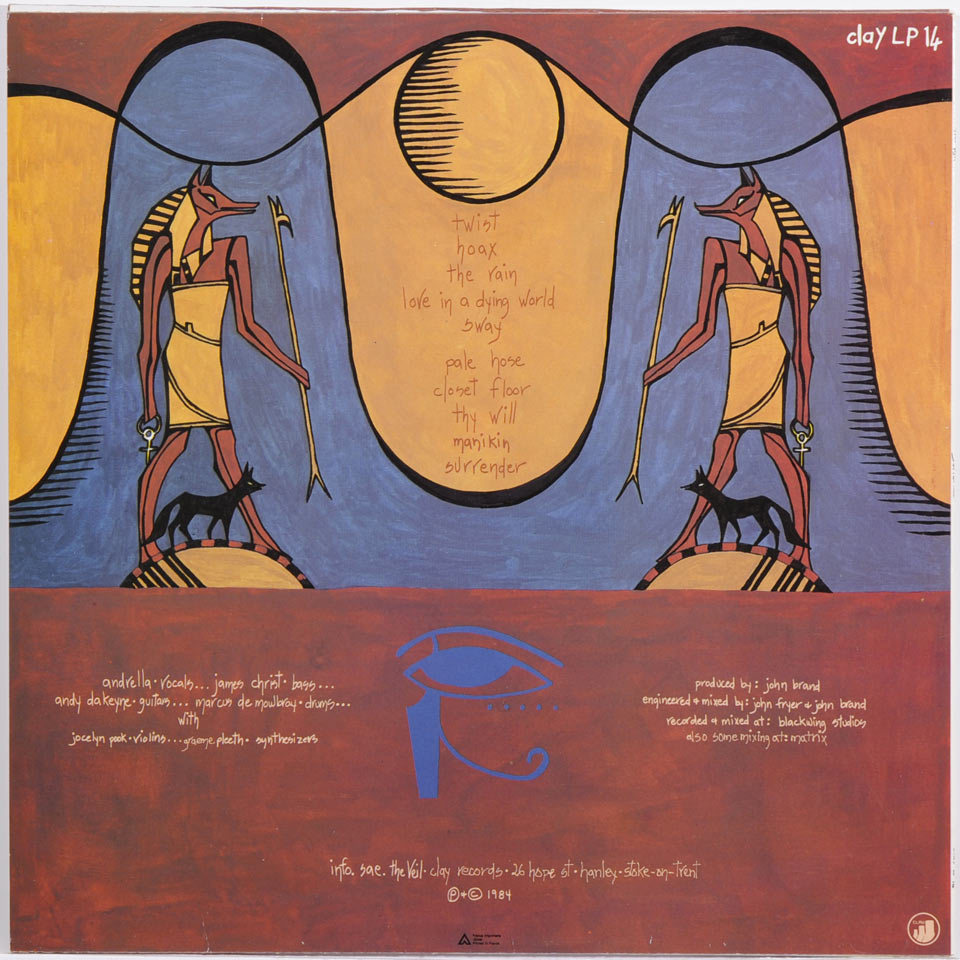 clay LP 14
twist
hoax
the rain
love in a dying world
sway
pale hose
closet floor
thy will
manikin
surrender
andrella · vocals... james christ · bass...
andy dakeyne · guitars... marcus de mowbray · drums...
with
jocelyn pook · violins... graeme pleeth · synthesizers
produced by: john brand
engineered & mixed by: john fryer & john brand
recorded & mixed at: blackwing studios
also some mixing at: matrix
info. sae. the Veil · clay records · 26 hope st · hanley · stoke-on-trent
℗ + © 1984